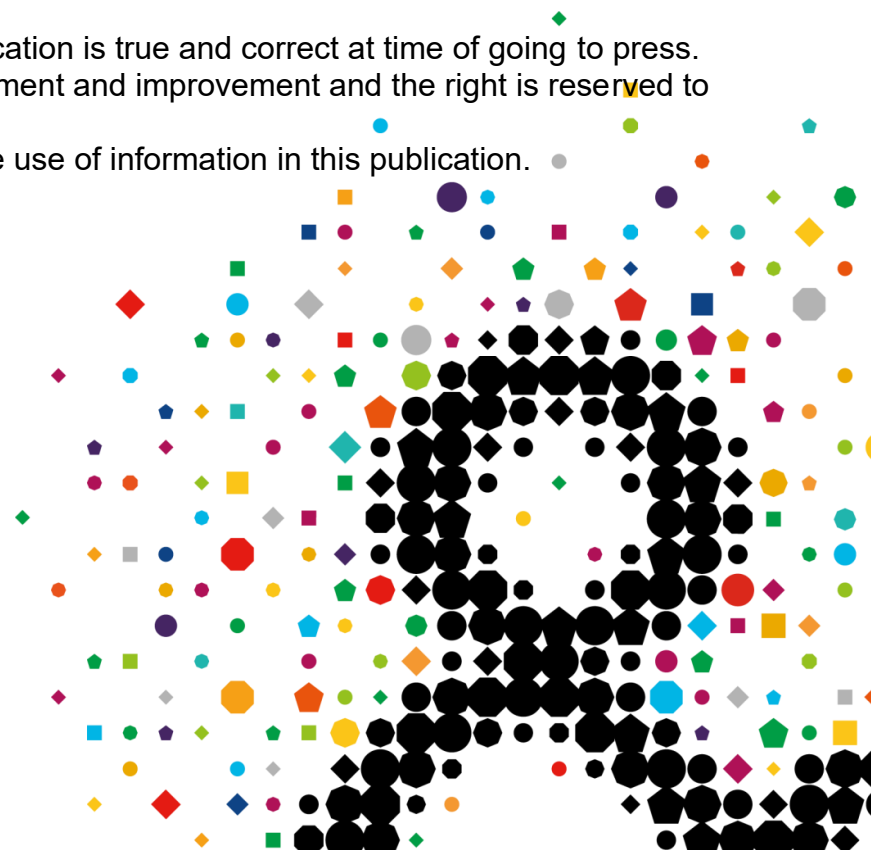 cation is true and correct at time of going to press.
ment and improvement and the right is reserved to
e use of information in this publication.